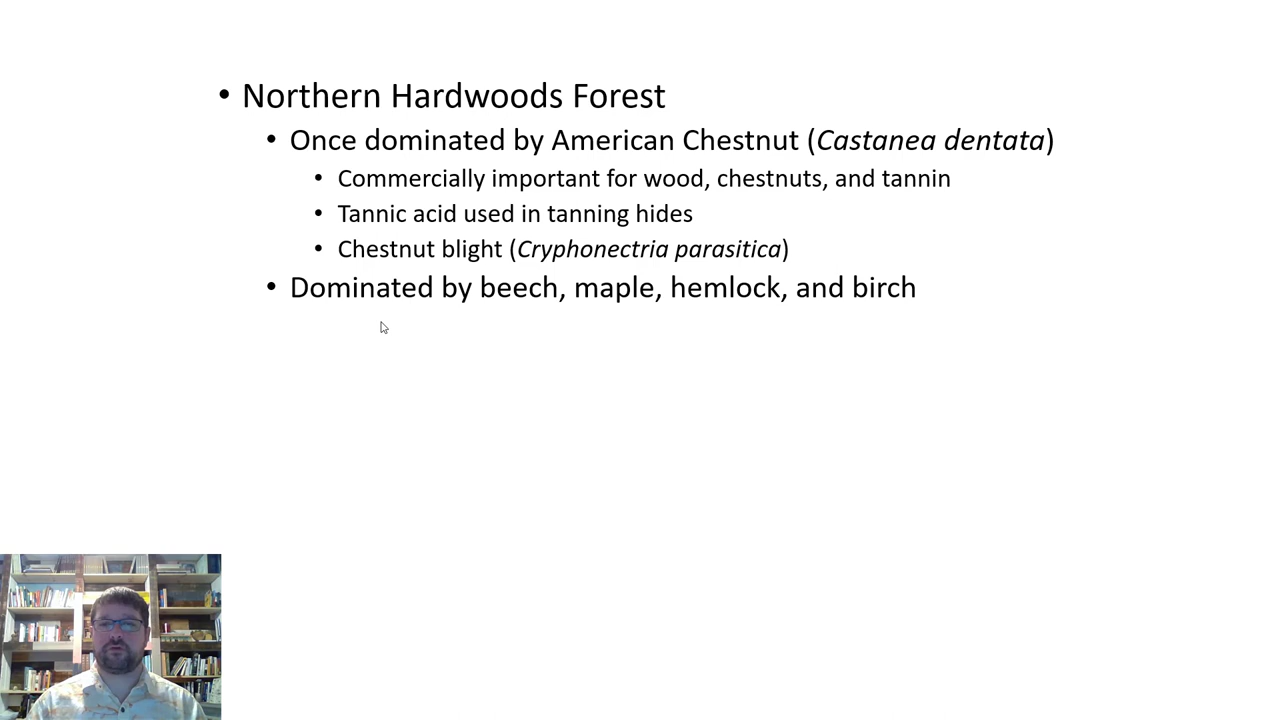 • Northern Hardwoods Forest
• Once dominated by American Chestnut (Castanea dentata)
• Commercially important for wood, chestnuts, and tannin
• Tannic acid used in tanning hides
• Chestnut blight (Cryphonectria parasitica)
• Dominated by beech, maple, hemlock, and birch